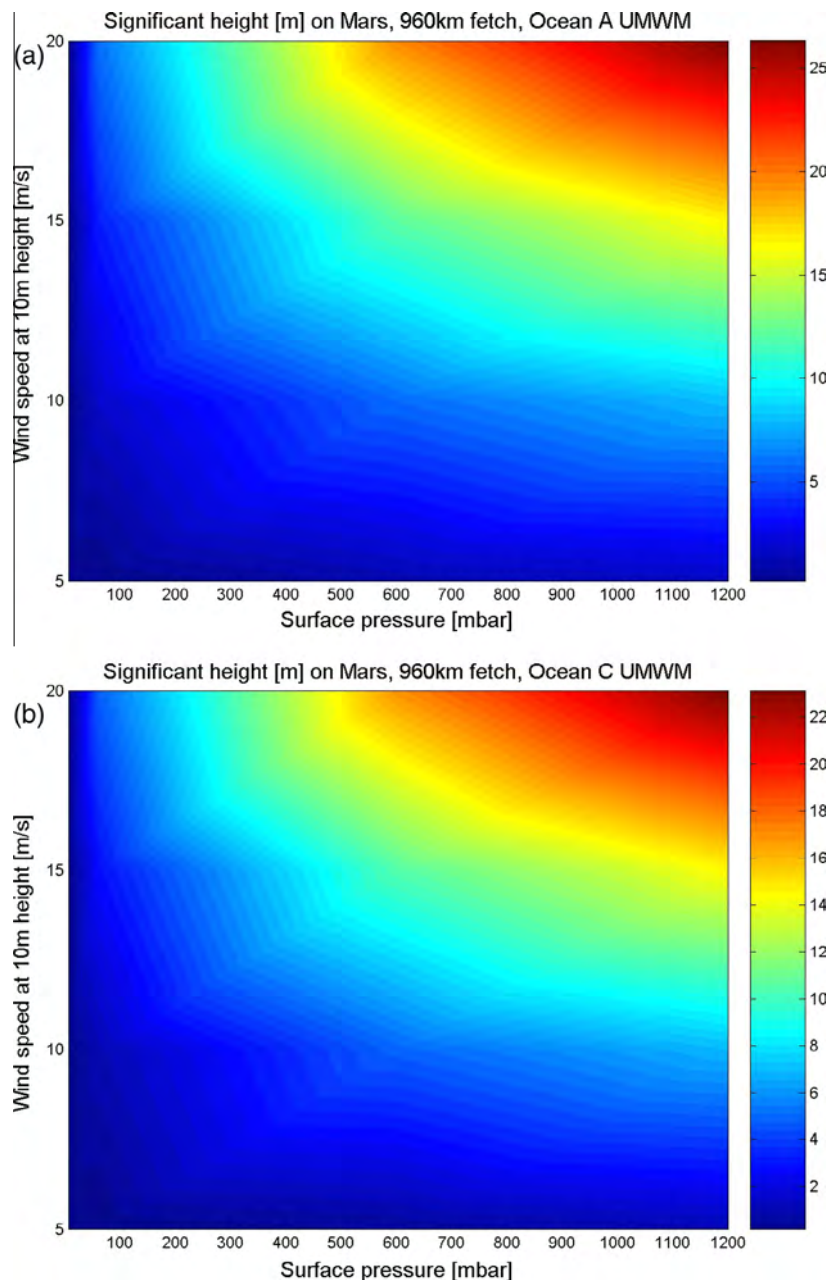 Significant height [m] on Mars, 960km fetch, Ocean A UMWM
(a)
Wind speed at 10m height [m/s]
20
15
10
5
100 200 300 400 500 600 700 800 900 1000 1100 1200
Surface pressure [mbar]
25
20
15
10
5
Significant height [m] on Mars, 960km fetch, Ocean C UMWM
(b)
Wind speed at 10m height [m/s]
20
15
10
5
100 200 300 400 500 600 700 800 900 1000 1100 1200
Surface pressure [mbar]
22
20
18
16
14
12
10
8
6
4
2